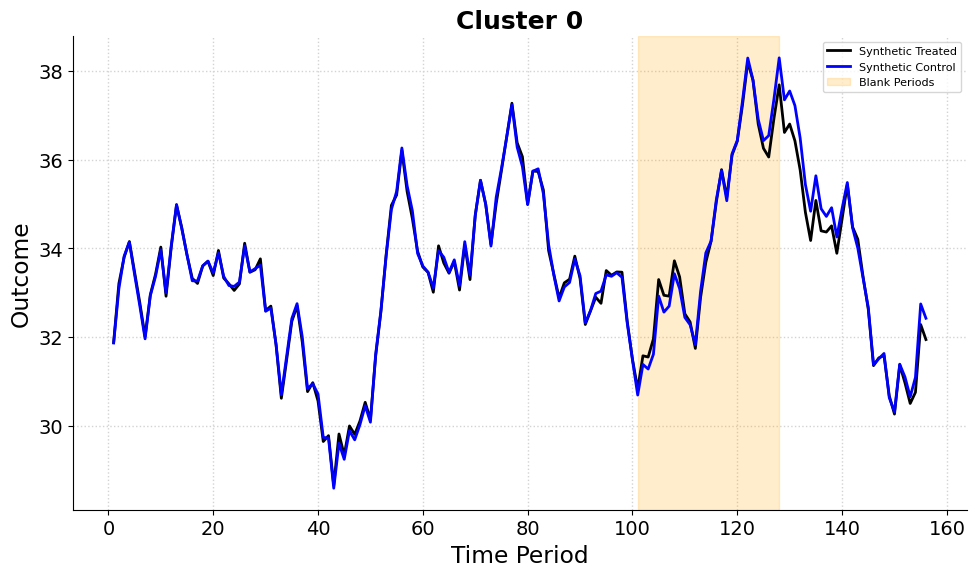 Cluster 0
Synthetic Treated
Synthetic Control
Blank Periods
Outcome
38
36
34
32
30
0 20 40 60 80 100 120 140 160
Time Period